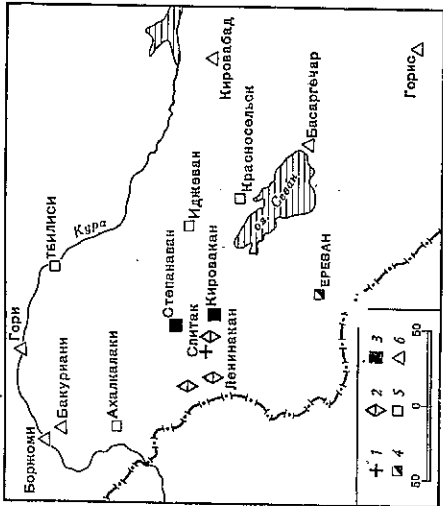 Боржоми
Гори
Бакуриани
Тбилиси
Кура
Ахалкалаки
Степанаван
Иджеван
Кировабад
Спитак
Кировакан
Ленинакан
Красносельск
оз. Севан
Басаргечар
ЕРЕВАН
Горис
1 2 3
4 5 6
50 0 50